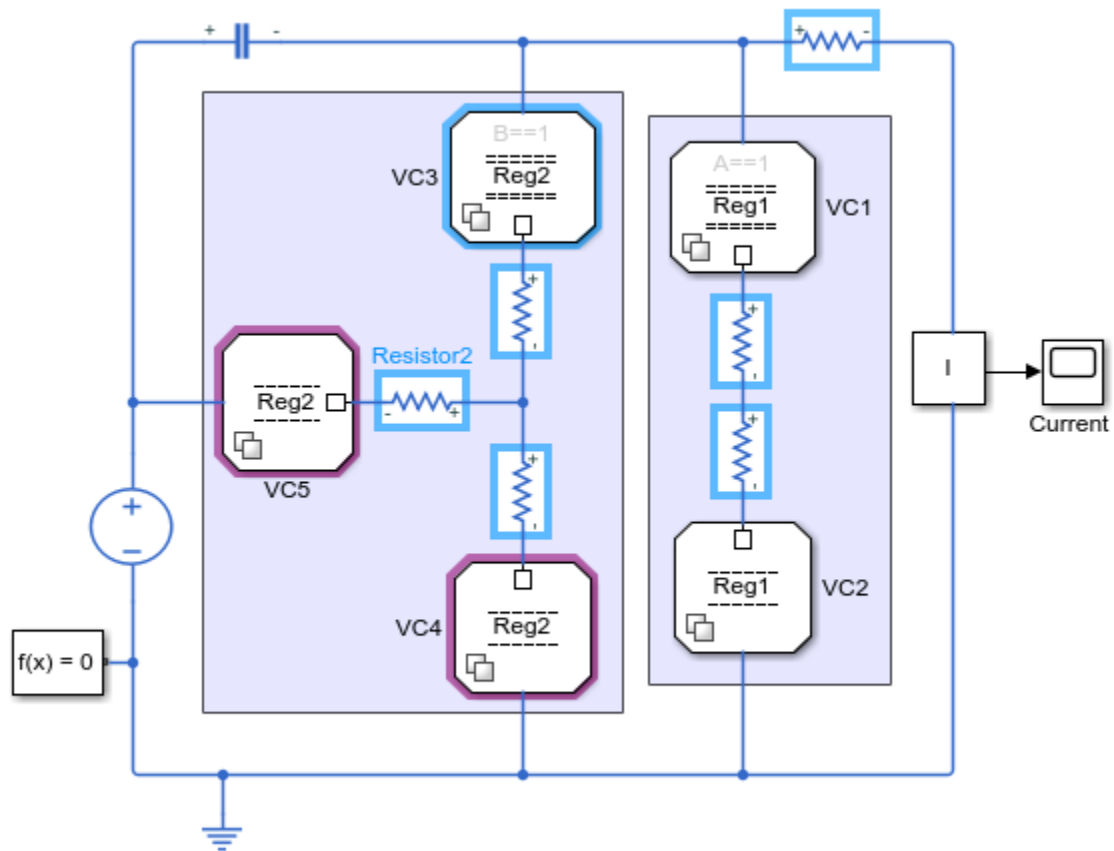 B==1
Reg2
VC3
A==1
Reg1
VC1
Resistor2
Reg2
VC5
I
Current
Reg2
VC4
Reg1
VC2
f(x) = 0